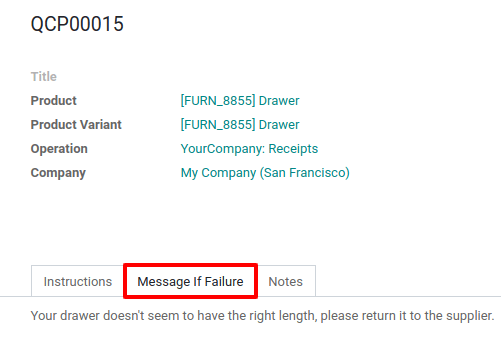 QCP00015
Title
Product [FURN_8855] Drawer
Product Variant [FURN_8855] Drawer
Operation YourCompany: Receipts
Company My Company (San Francisco)
Instructions Message If Failure Notes
Your drawer doesn't seem to have the right length, please return it to the supplier.